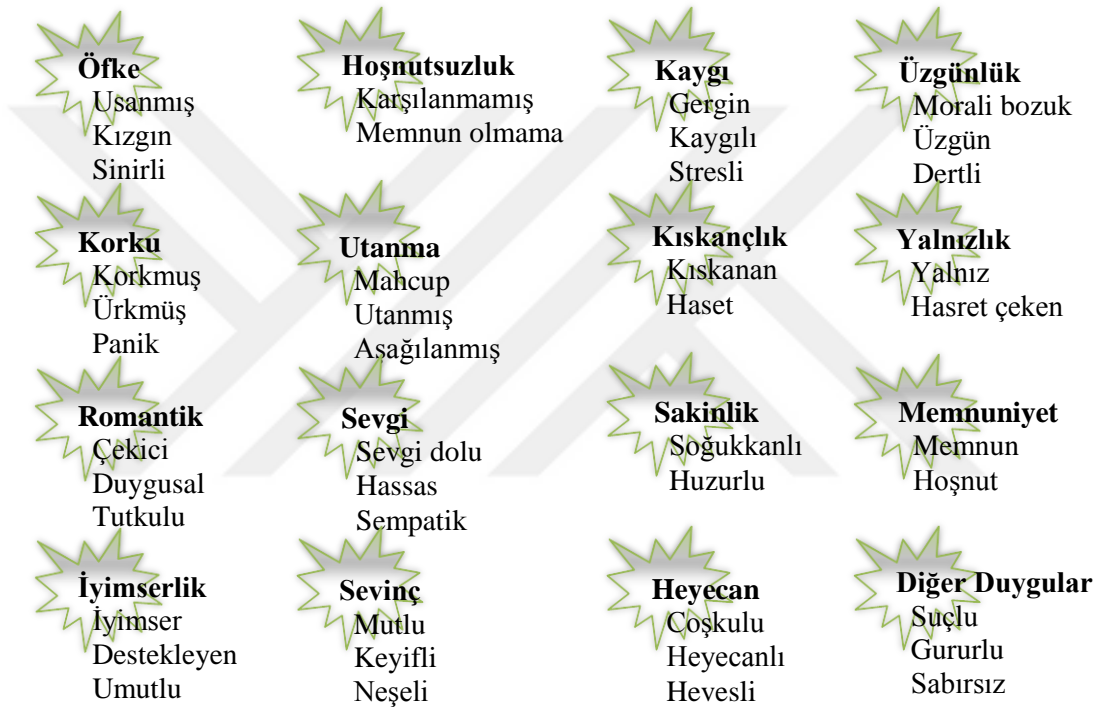 Öfke
Usanmış
Kızgın
Sinirli
Hoşnutsuzluk
Karşılanmamış
Memnun olmama
Kaygı
Gergin
Kaygılı
Stresli
Üzgünlük
Morali bozuk
Üzgün
Dertli
Korku
Korkmuş
Ürkmüş
Panik
Utanma
Mahcup
Utanmış
Aşağılanmış
Kıskançlık
Kıskanan
Haset
Yalnızlık
Yalnız
Hasret çeken
Romantik
Çekici
Duygusal
Tutkulu
Sevgi
Sevgi dolu
Hassas
Sempatik
Sakinlik
Soğukkanlı
Huzurlu
Memnuniyet
Memnun
Hoşnut
İyimserlik
İyimser
Destekleyen
Umutlu
Sevinç
Mutlu
Keyifli
Neşeli
Heyecan
Coşkulu
Heyecanlı
Hevesli
Diğer Duygular
Suçlu
Gururlu
Sabırsız